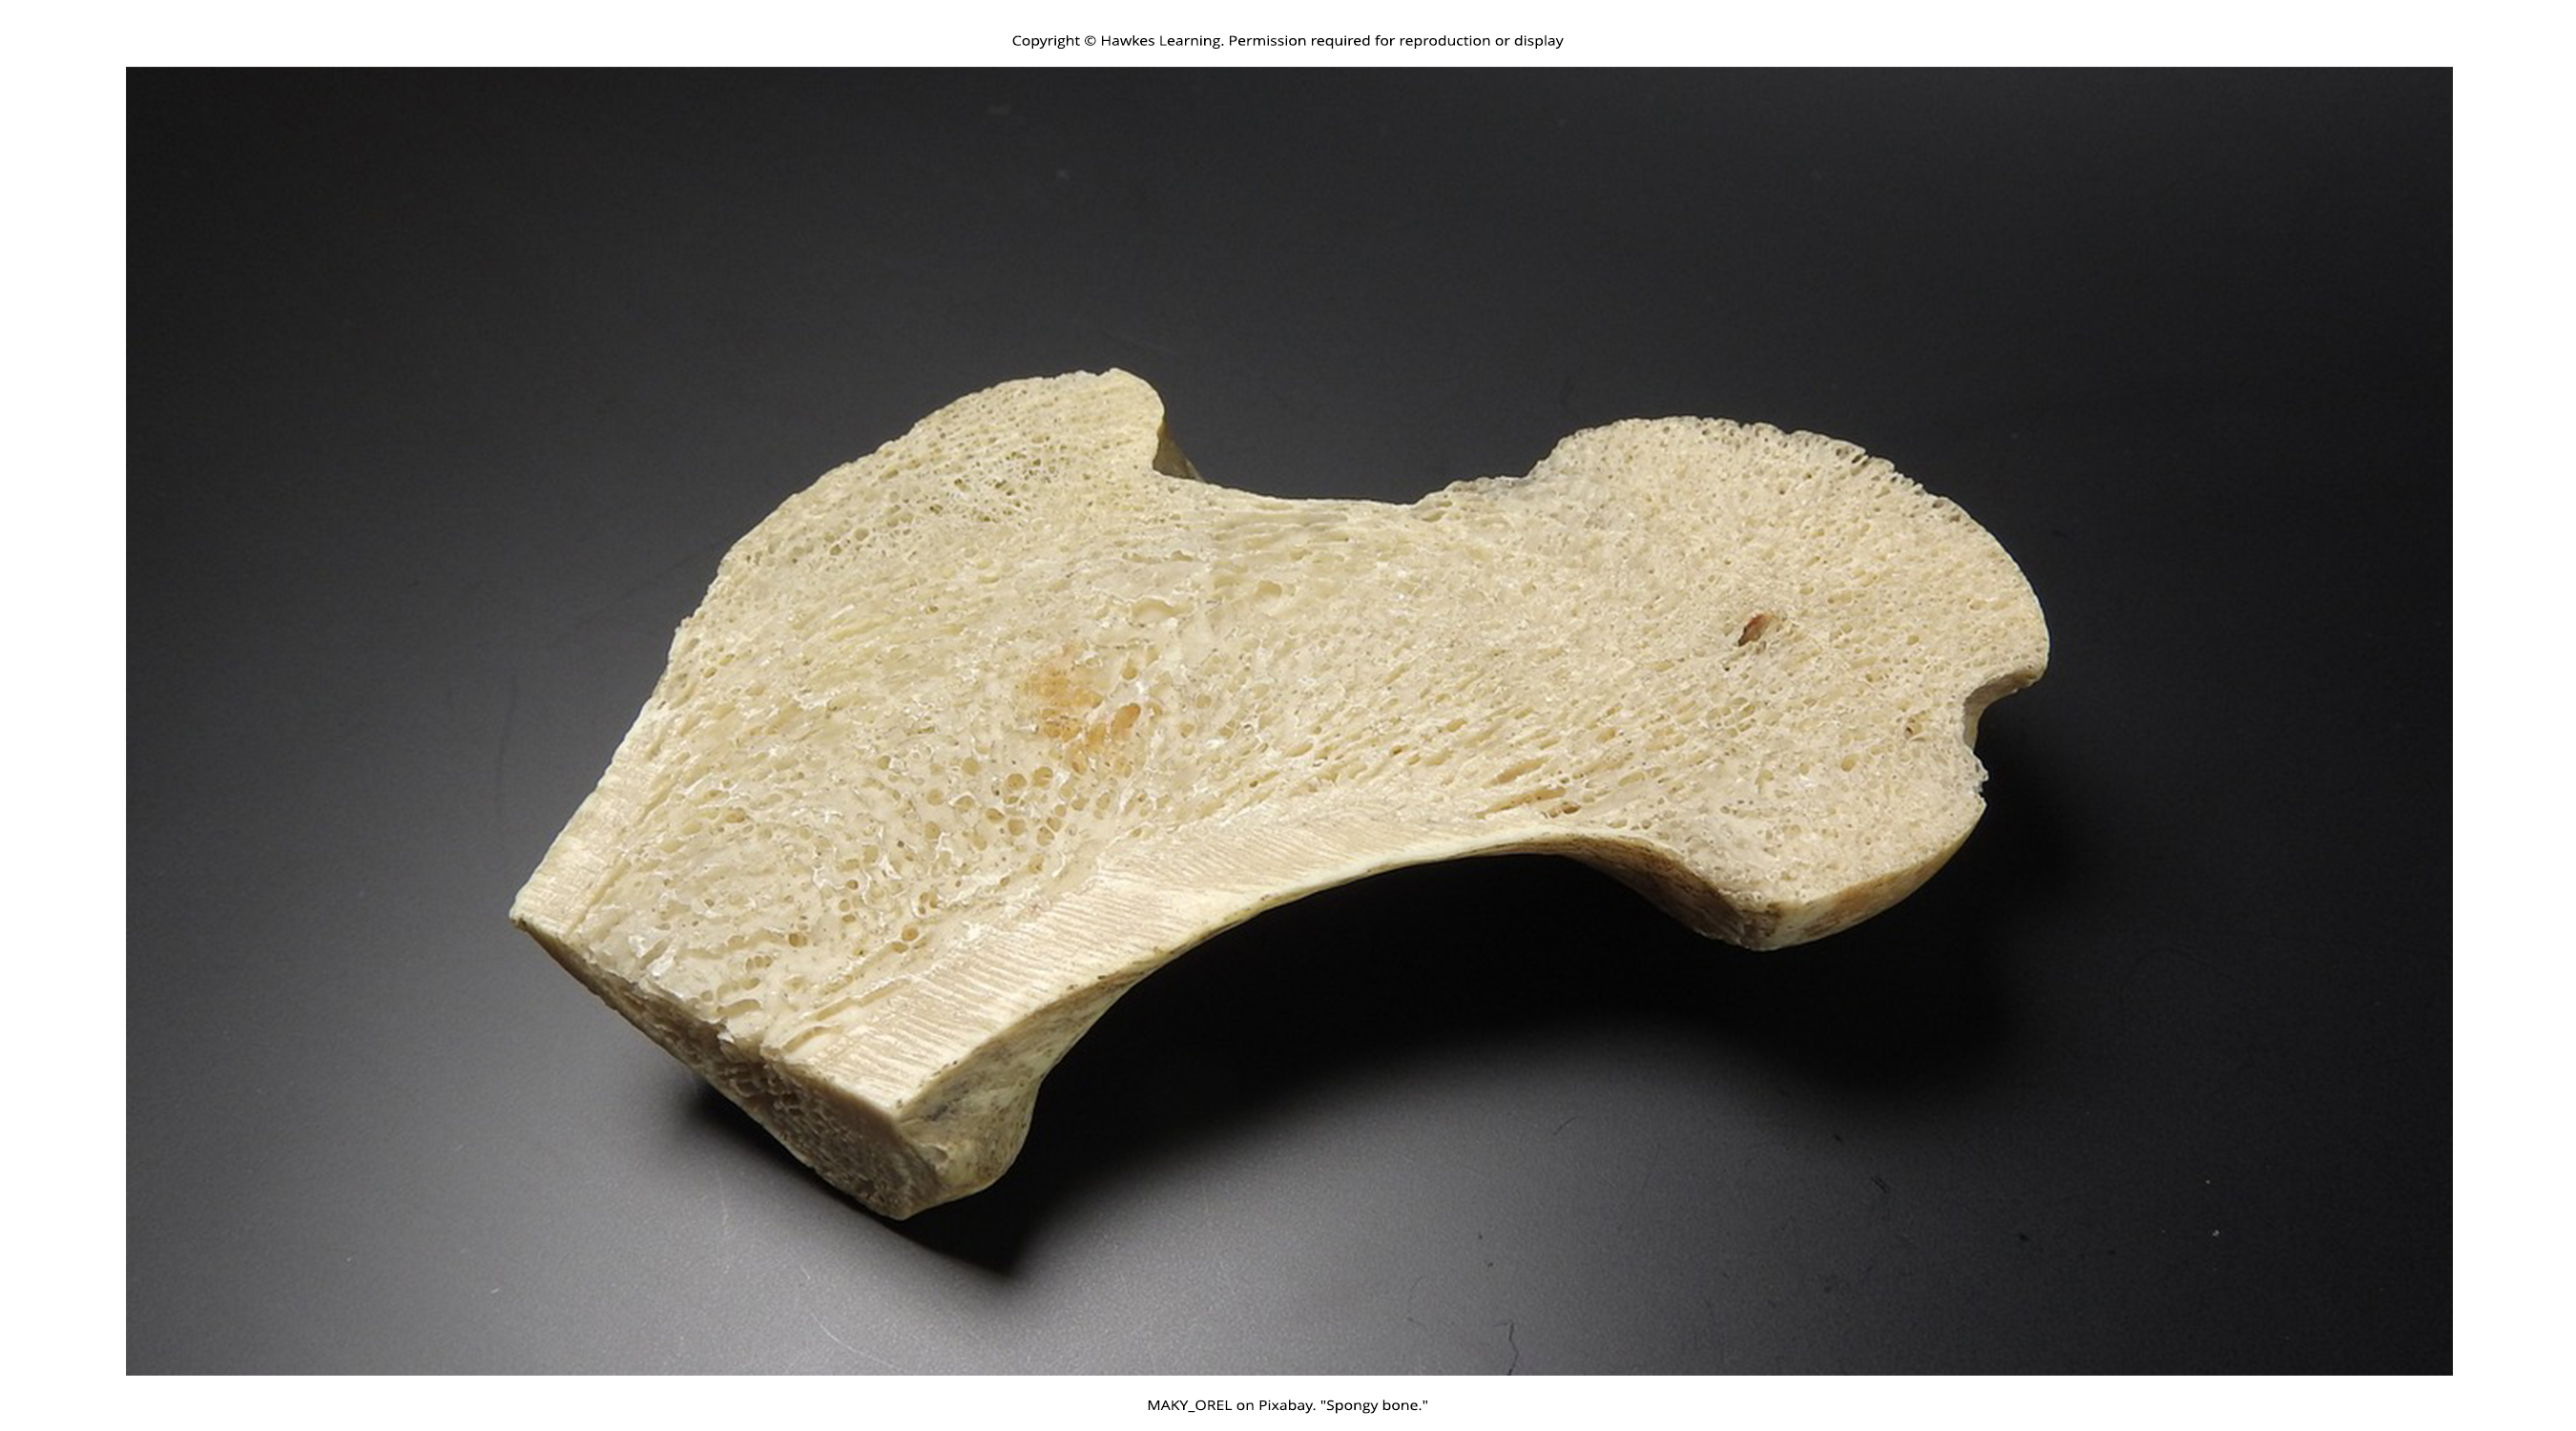 Copyright © Hawkes Learning. Permission required for reproduction or display
MAKY_OREL on Pixabay. "Spongy bone."